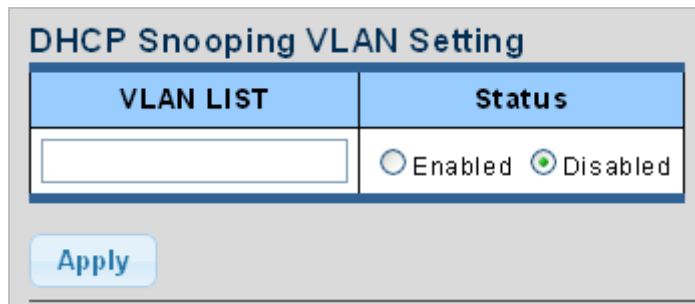 DHCP Snooping VLAN Setting
VLAN LIST Status
Enabled Disabled
Apply